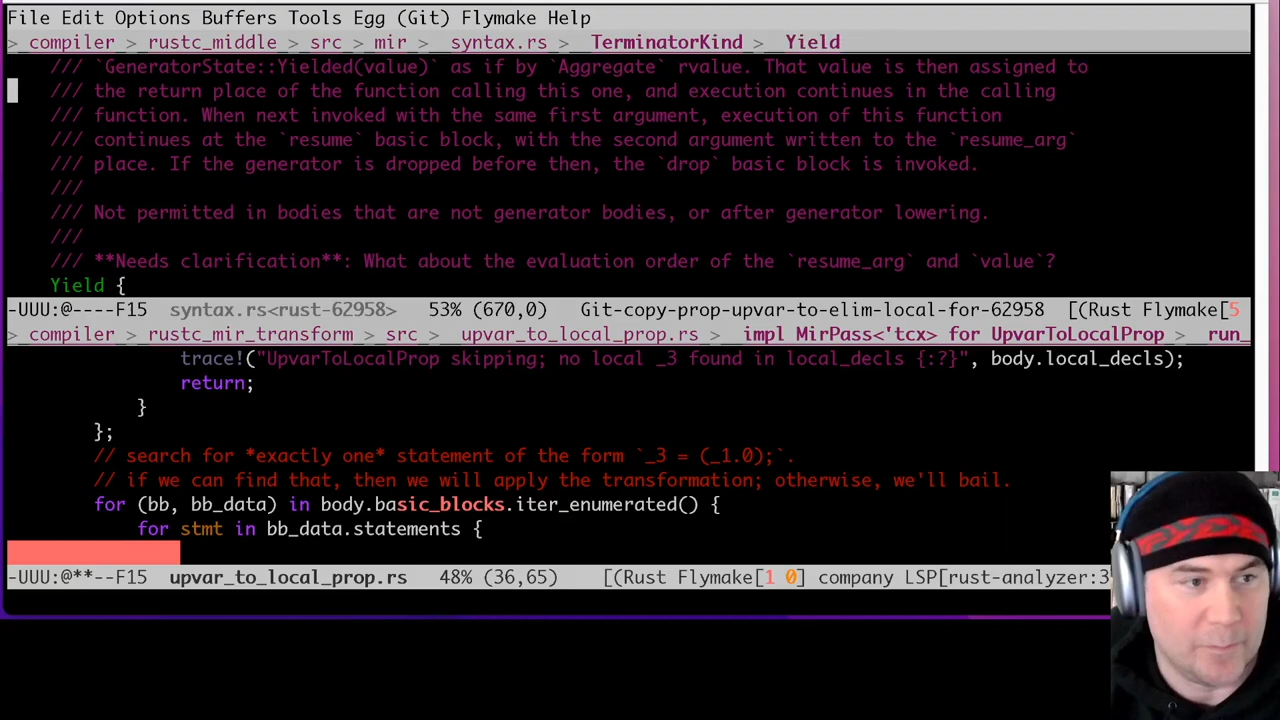 File Edit Options Buffers Tools Egg (Git) Flymake Help
> compiler > rustc_middle > src > mir > syntax.rs > TerminatorKind > Yield
/// `GeneratorState::Yielded(value)` as if by `Aggregate` rvalue. That value is then assigned to
/// the return place of the function calling this one, and execution continues in the calling
/// function. When next invoked with the same first argument, execution of this function
/// continues at the `resume` basic block, with the second argument written to the `resume_arg`
/// place. If the generator is dropped before then, the `drop` basic block is invoked.
///
/// Not permitted in bodies that are not generator bodies, or after generator lowering.
///
/// **Needs clarification**: What about the evaluation order of the `resume_arg` and `value`?
Yield {
-UUU:@----F15 syntax.rs<rust-62958> 53% (670,0) Git-copy-prop-upvar-to-elim-local-for-62958 [(Rust Flymake[5
> compiler > rustc_mir_transform > src > upvar_to_local_prop.rs > impl MirPass<'tcx> for UpvarToLocalProp > run_
trace!("UpvarToLocalProp skipping; no local _3 found in local_decls {:?}", body.local_decls);
return;
}
};
// search for *exactly one* statement of the form `_3 = (_1.0);`.
// if we can find that, then we will apply the transformation; otherwise, we'll bail.
for (bb, bb_data) in body.basic_blocks.iter_enumerated() {
for stmt in bb_data.statements {
-UUU:@**--F15 upvar_to_local_prop.rs 48% (36,65) [(Rust Flymake[1 0] company LSP[rust-analyzer:3